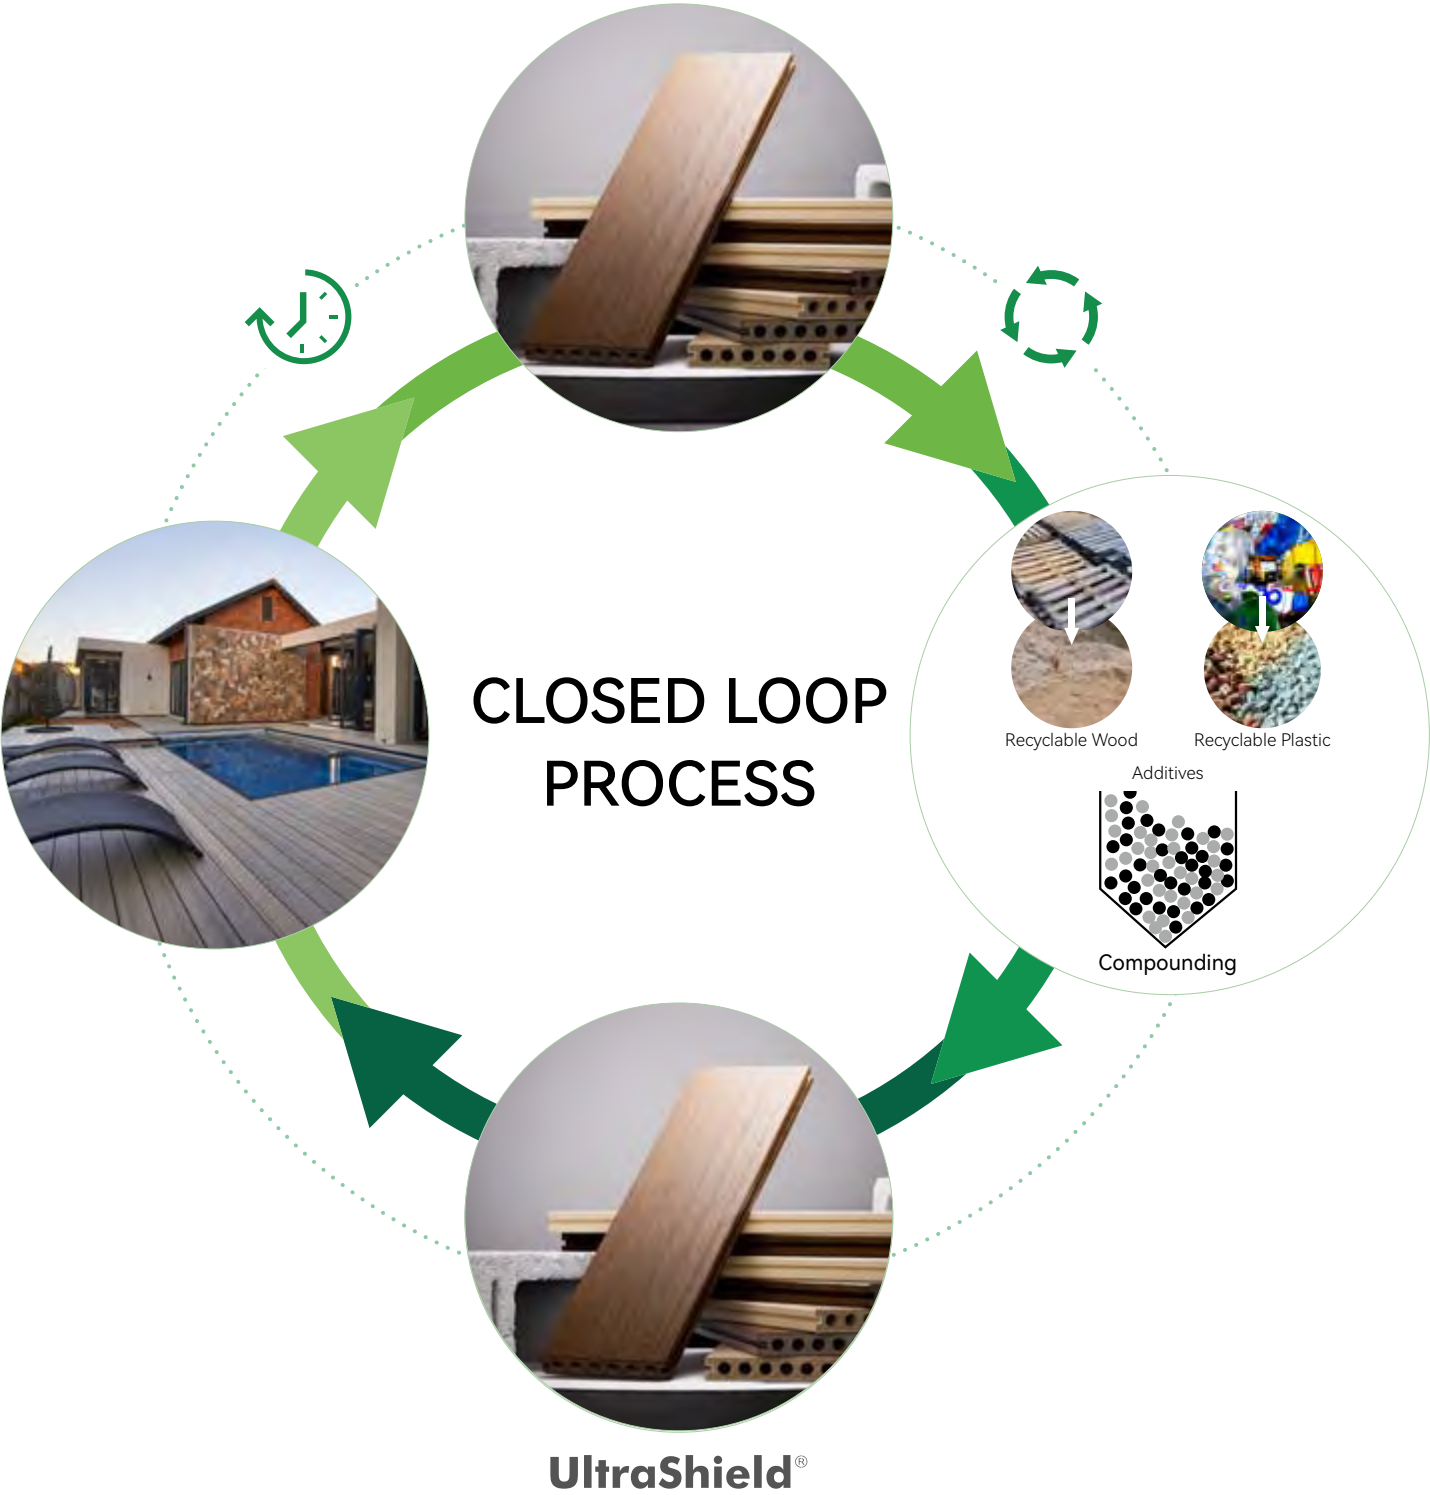 CLOSED LOOP
PROCESS
Recyclable Wood
Recyclable Plastic
Additives
Compounding
UltraShield®